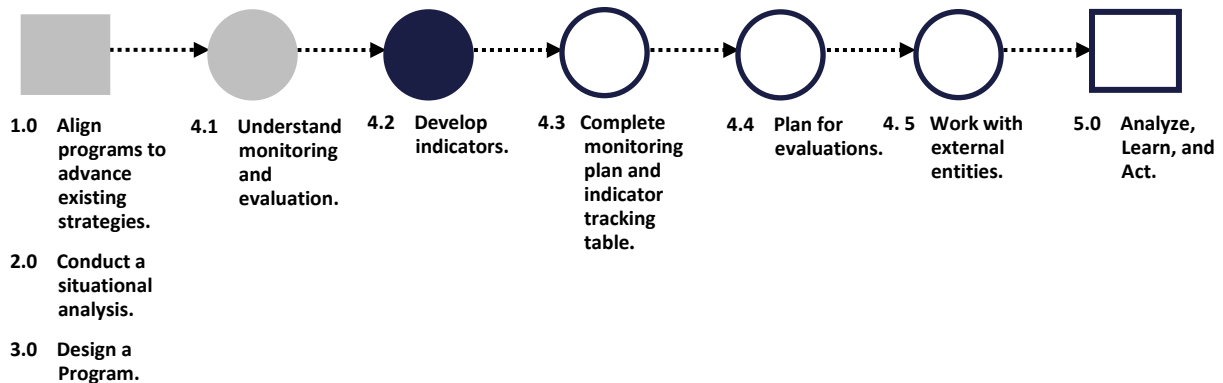 1.0 Align
programs to
advance
existing
strategies.
2.0 Conduct a
situational
analysis.
3.0 Design a
Program.
4.1 Understand
monitoring
and
evaluation.
4.2 Develop
indicators.
4.3 Complete
monitoring
plan and
indicator
tracking
table.
4.4 Plan for
evaluations.
4. 5 Work with
external
entities.
5.0 Analyze,
Learn, and
Act.